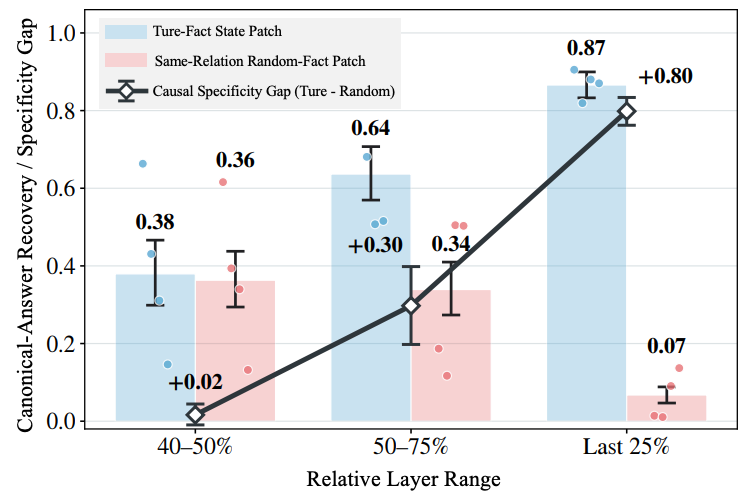 Canonical-Answer Recovery / Specificity Gap
1.0
0.8
0.6
0.4
0.2
0.0
Ture-Fact State Patch
Same-Relation Random-Fact Patch
Causal Specificity Gap (Ture - Random)
0.38
0.36
+0.02
0.64
+0.30
0.34
0.87
+0.80
0.07
40–50%
50–75%
Last 25%
Relative Layer Range